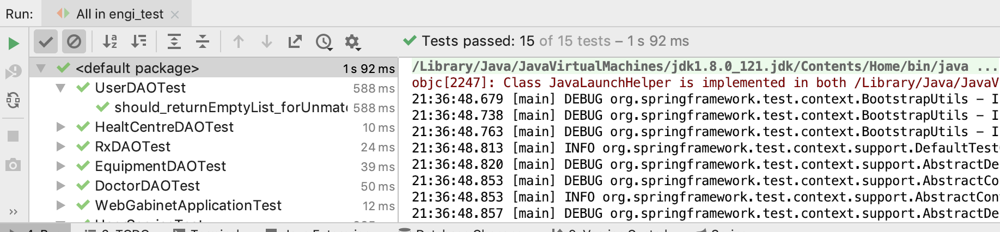 Run: All in engi_test
Tests passed: 15 of 15 tests – 1 s 92 ms
<default package> 1 s 92 ms
UserDAOTest 588 ms
should_returnEmptyList_forUnmat 588 ms
HealtCentreDAOTest 10 ms
RxDAOTest 24 ms
EquipmentDAOTest 39 ms
DoctorDAOTest 50 ms
WebGabinetApplicationTest 12 ms
/Library/Java/JavaVirtualMachines/jdk1.8.0_121.jdk/Contents/Home/bin/java ...
objc[2247]: Class JavaLaunchHelper is implemented in both /Library/Java/JavaV
21:36:48.679 [main] DEBUG org.springframework.test.context.BootstrapUtils – I
21:36:48.738 [main] DEBUG org.springframework.test.context.BootstrapUtils – I
21:36:48.763 [main] DEBUG org.springframework.test.context.BootstrapUtils – I
21:36:48.813 [main] INFO org.springframework.test.context.support.DefaultTest
21:36:48.820 [main] DEBUG org.springframework.test.context.support.AbstractDe
21:36:48.853 [main] DEBUG org.springframework.test.context.support.AbstractCo
21:36:48.853 [main] INFO org.springframework.test.context.support.AbstractCon
21:36:48.857 [main] DEBUG org.springframework.test.context.support.AbstractDe